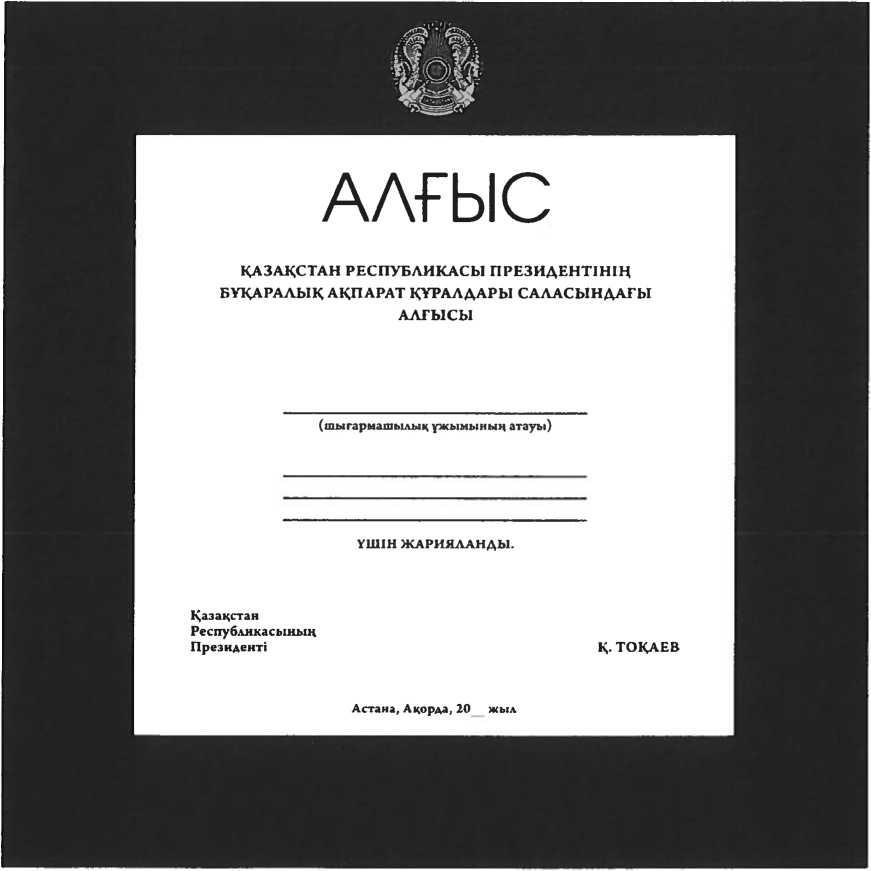 АЛҒЫС
ҚАЗАҚСТАН РЕСПУБЛИКАСЫ ПРЕЗИДЕНТІНІҢ
БҰҚАРАЛЫҚ АҚПАРАТ ҚҰРАЛДАРЫ САЛАСЫНДАҒЫ
АЛҒЫСЫ
(шығармашылық ұжымының атауы)
ҮШІН ЖАРИЯЛАНДЫ.
Қазақстан
Республикасының
Президенті
Қ. ТОҚАЕВ
Астана, Ақорда, 20__ жыл